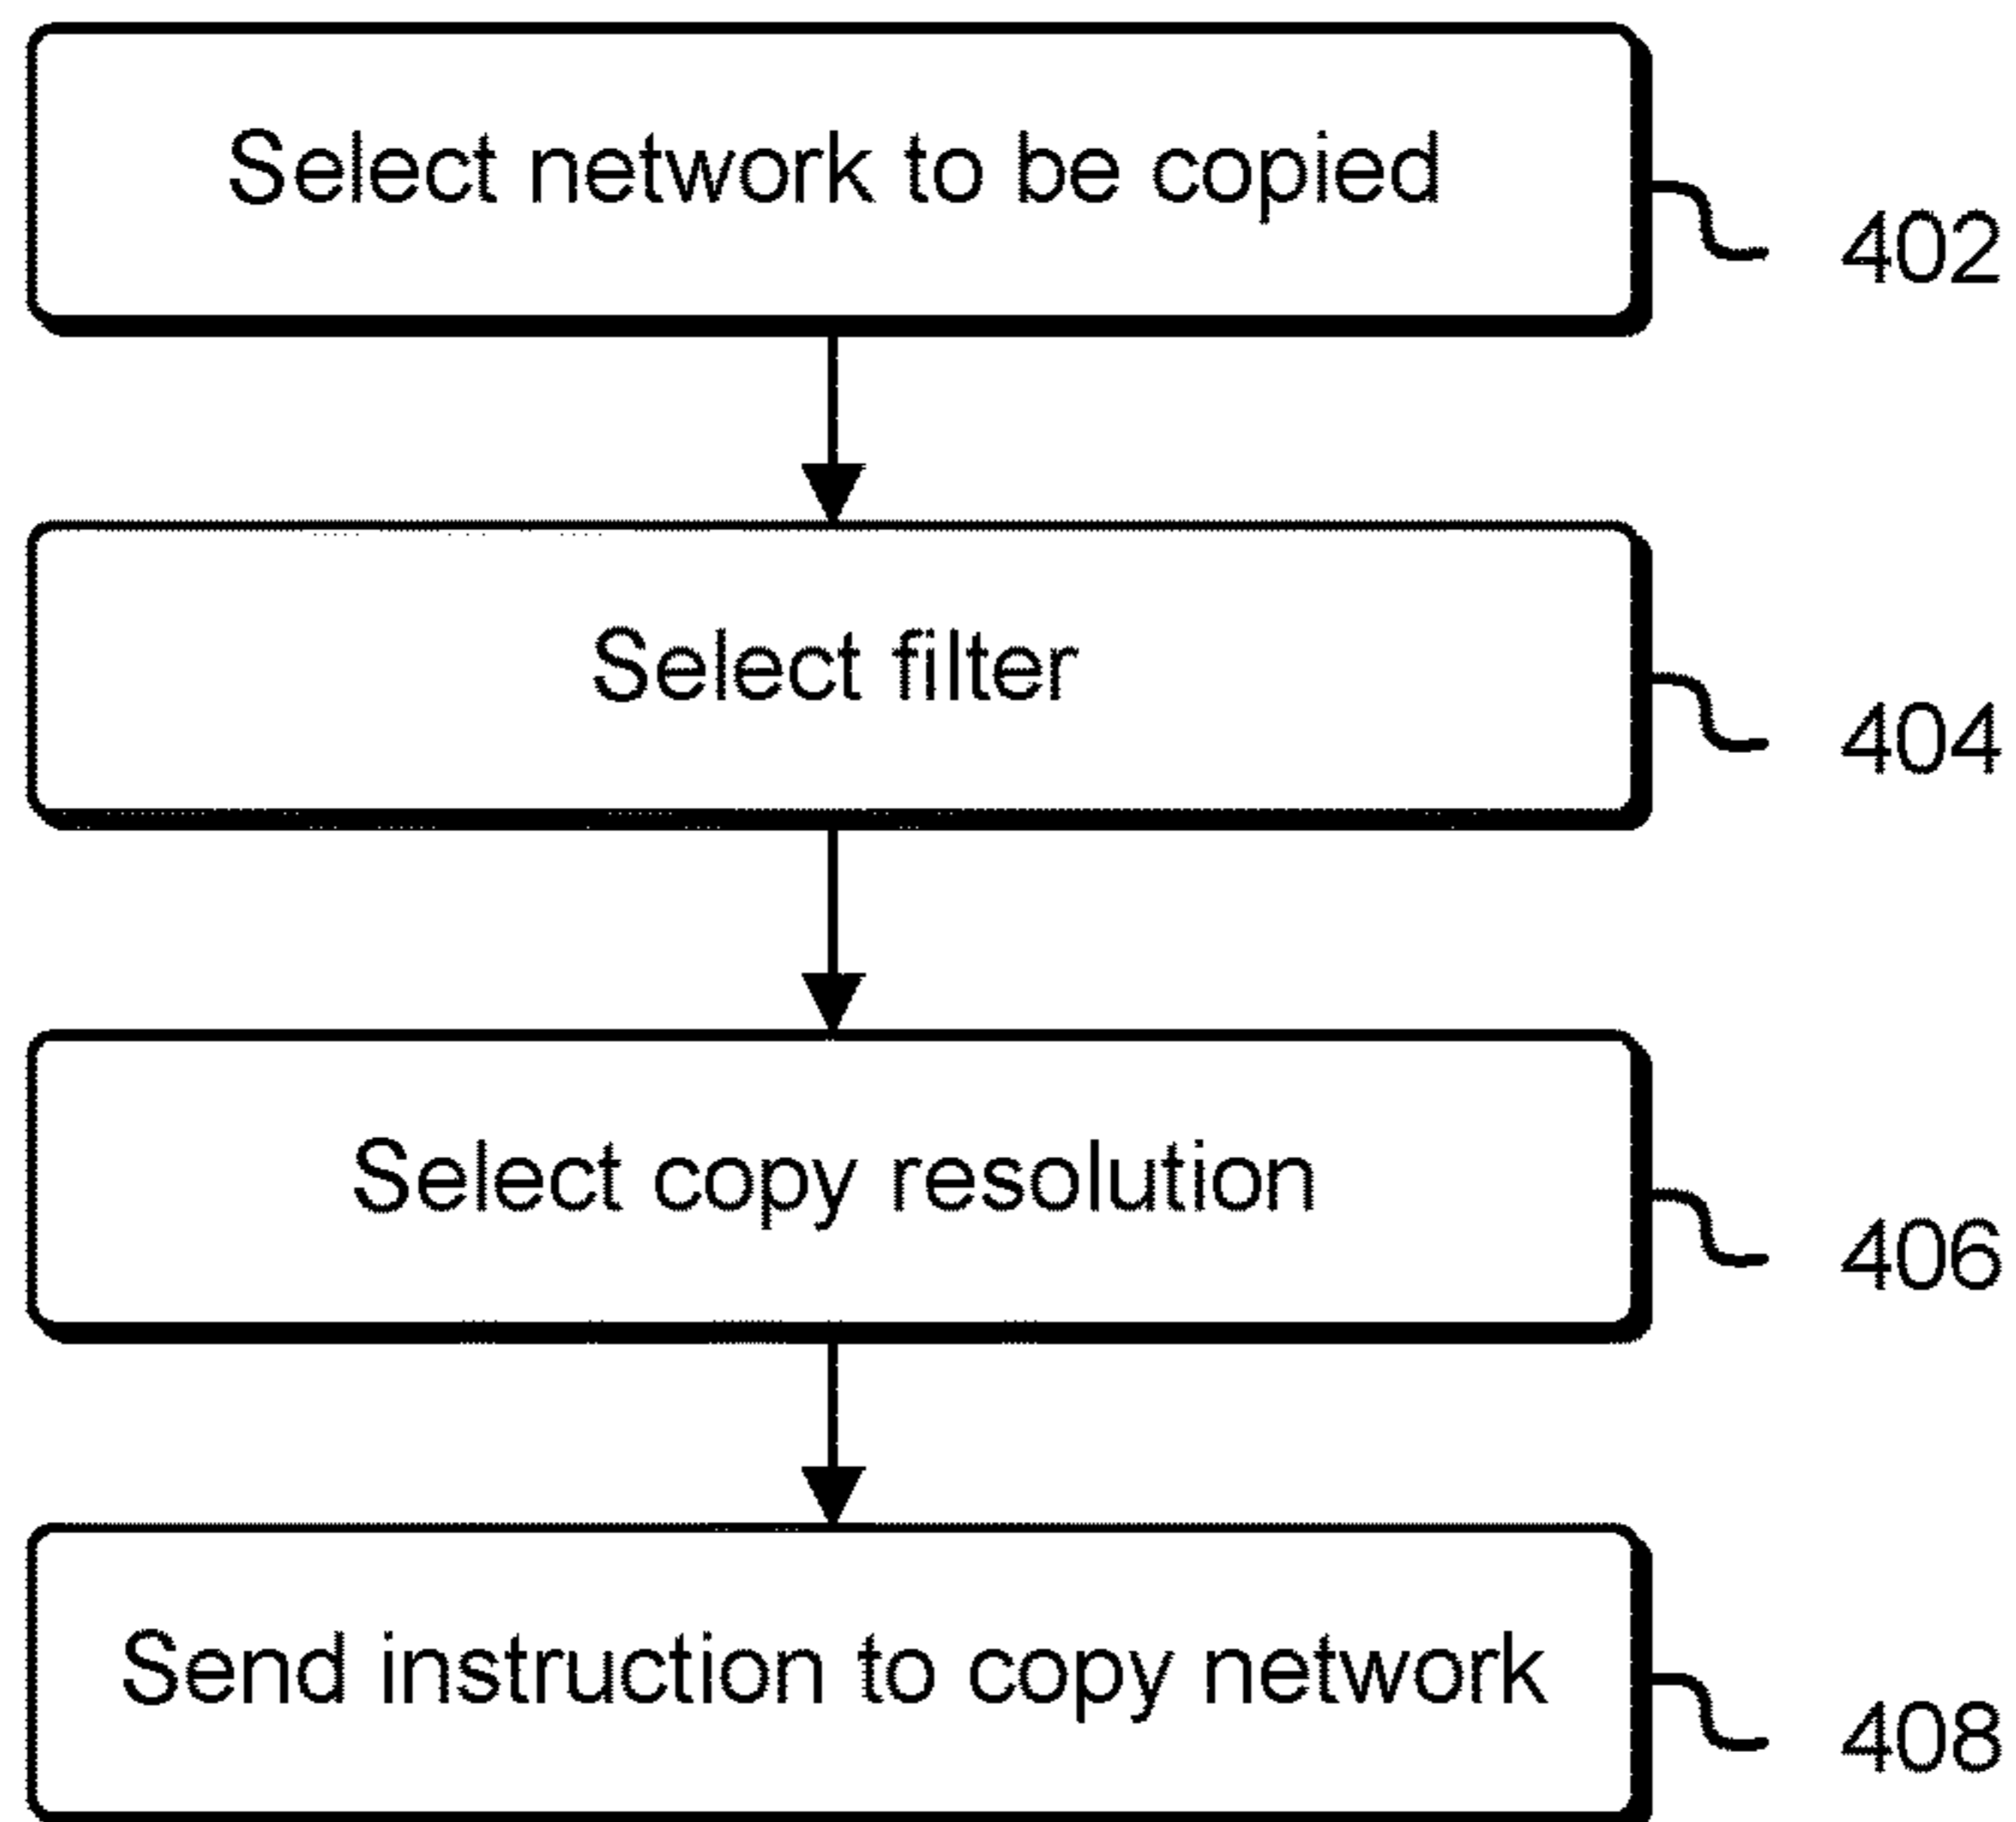 Select network to be copied
402
Select filter
404
Select copy resolution
406
Send instruction to copy network
408